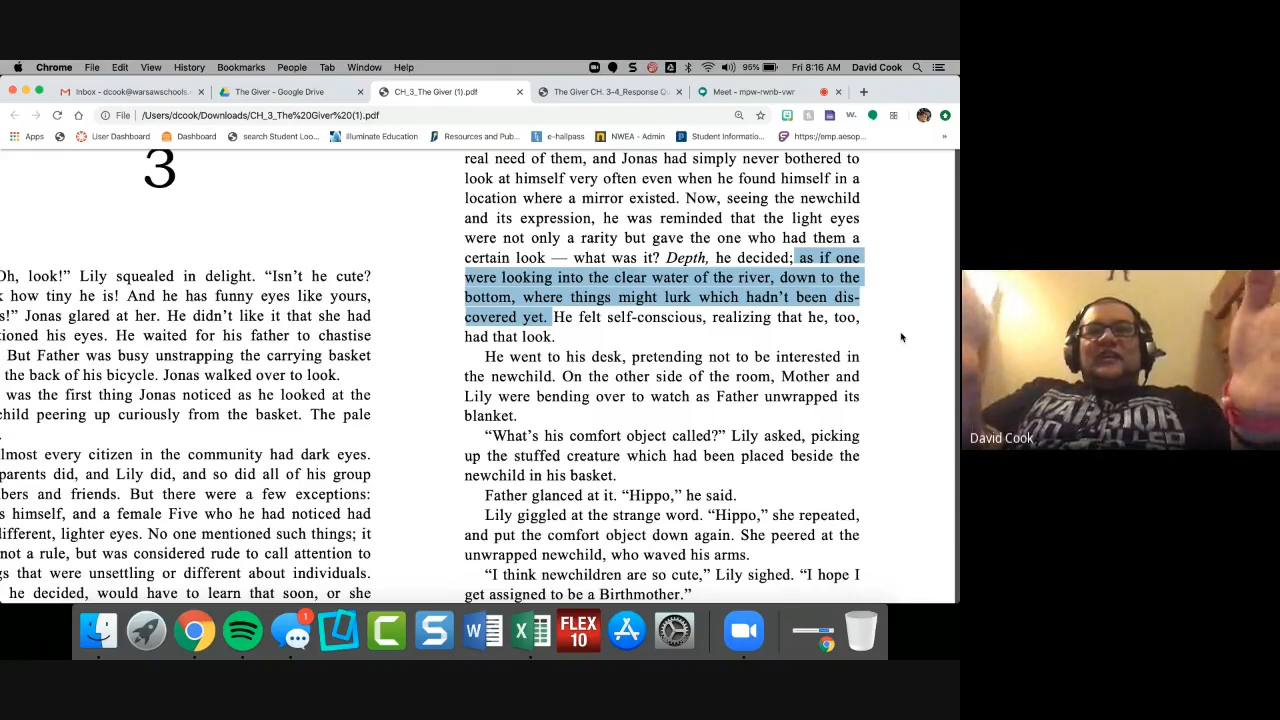 Chrome File Edit View History Bookmarks People Tab Window Help
95% Fri 8:16 AM David Cook
Inbox - dcook@warsawschools.
The Giver - Google Drive
CH_3_The Giver (1).pdf
The Giver CH. 3-4_Response Q
Meet - mpw-rwnb-vwr
File
/Users/dcook/Downloads/CH_3_The%20Giver%20(1).pdf
Apps User Dashboard Dashboard search Student Loo... Illuminate Education Resources and Pub... e-hallpass NWEA - Admin Student Informatio... https://emp.aesop...
3
Oh, look!” Lily squealed in delight. “Isn't he cute?
how tiny he is! And he has funny eyes like yours,
s!” Jonas glared at her. He didn't like it that she had
tioned his eyes. He waited for his father to chastise
But Father was busy unstrapping the carrying basket
the back of his bicycle. Jonas walked over to look.
was the first thing Jonas noticed as he looked at the
child peering up curiously from the basket. The pale
lmost every citizen in the community had dark eyes.
parents did, and Lily did, and so did all of his group
bers and friends. But there were a few exceptions:
s himself, and a female Five who he had noticed had
different, lighter eyes. No one mentioned such things; it
not a rule, but was considered rude to call attention to
gs that were unsettling or different about individuals.
he decided, would have to learn that soon, or she
real need of them, and Jonas had simply never bothered to
look at himself very often even when he found himself in a
location where a mirror existed. Now, seeing the newchild
and its expression, he was reminded that the light eyes
were not only a rarity but gave the one who had them a
certain look — what was it? Depth, he decided; as if one
were looking into the clear water of the river, down to the
bottom, where things might lurk which hadn't been dis-
covered yet. He felt self-conscious, realizing that he, too,
had that look.
He went to his desk, pretending not to be interested in
the newchild. On the other side of the room, Mother and
Lily were bending over to watch as Father unwrapped its
blanket.
“What's his comfort object called?” Lily asked, picking
up the stuffed creature which had been placed beside the
newchild in his basket.
Father glanced at it. “Hippo,” he said.
Lily giggled at the strange word. “Hippo,” she repeated,
and put the comfort object down again. She peered at the
unwrapped newchild, who waved his arms.
“I think newchildren are so cute,” Lily sighed. “I hope I
get assigned to be a Birthmother.”
FLEX
10
WARRIOR
David Cook